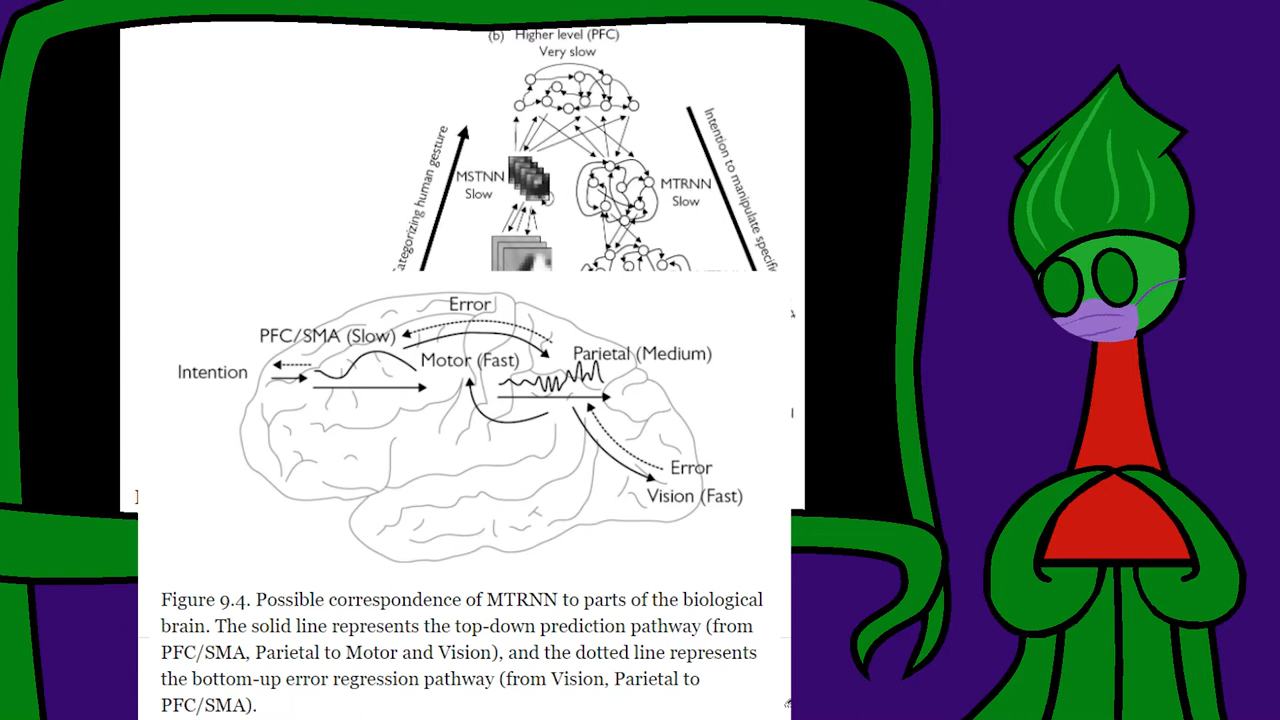 (b) Higher level (PFC)
Very slow
Categorizing human gesture
Intention to manipulate
MSTNN
Slow
MTRNN
Slow
Error
PFC/SMA (Slow)
Motor (Fast)
Parietal (Medium)
Intention
Error
Vision (Fast)
Figure 9.4. Possible correspondence of MTRNN to parts of the biological
brain. The solid line represents the top-down prediction pathway (from
PFC/SMA, Parietal to Motor and Vision), and the dotted line represents
the bottom-up error regression pathway (from Vision, Parietal to
PFC/SMA).